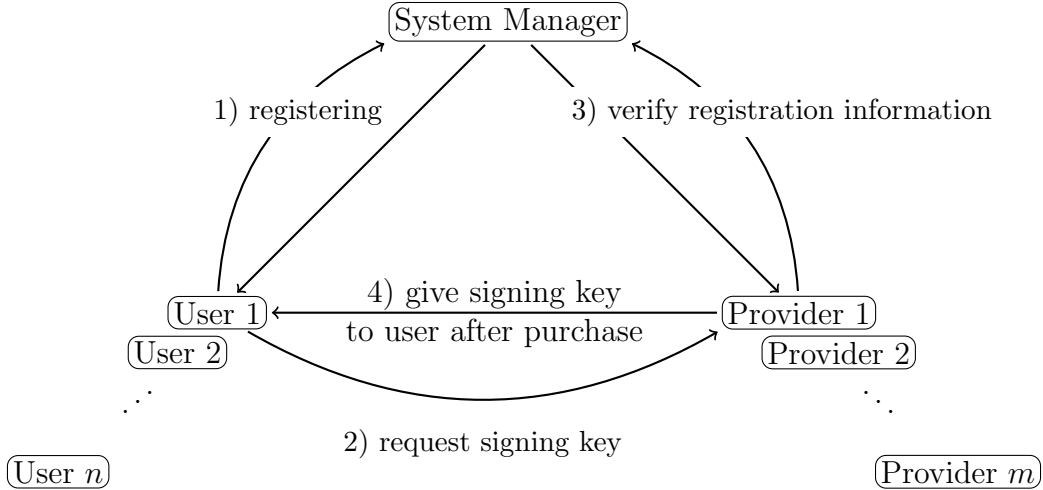 System Manager
1) registering
3) verify registration information
4) give signing key
to user after purchase
User 1
Provider 1
User 2
Provider 2
2) request signing key
User n
Provider m